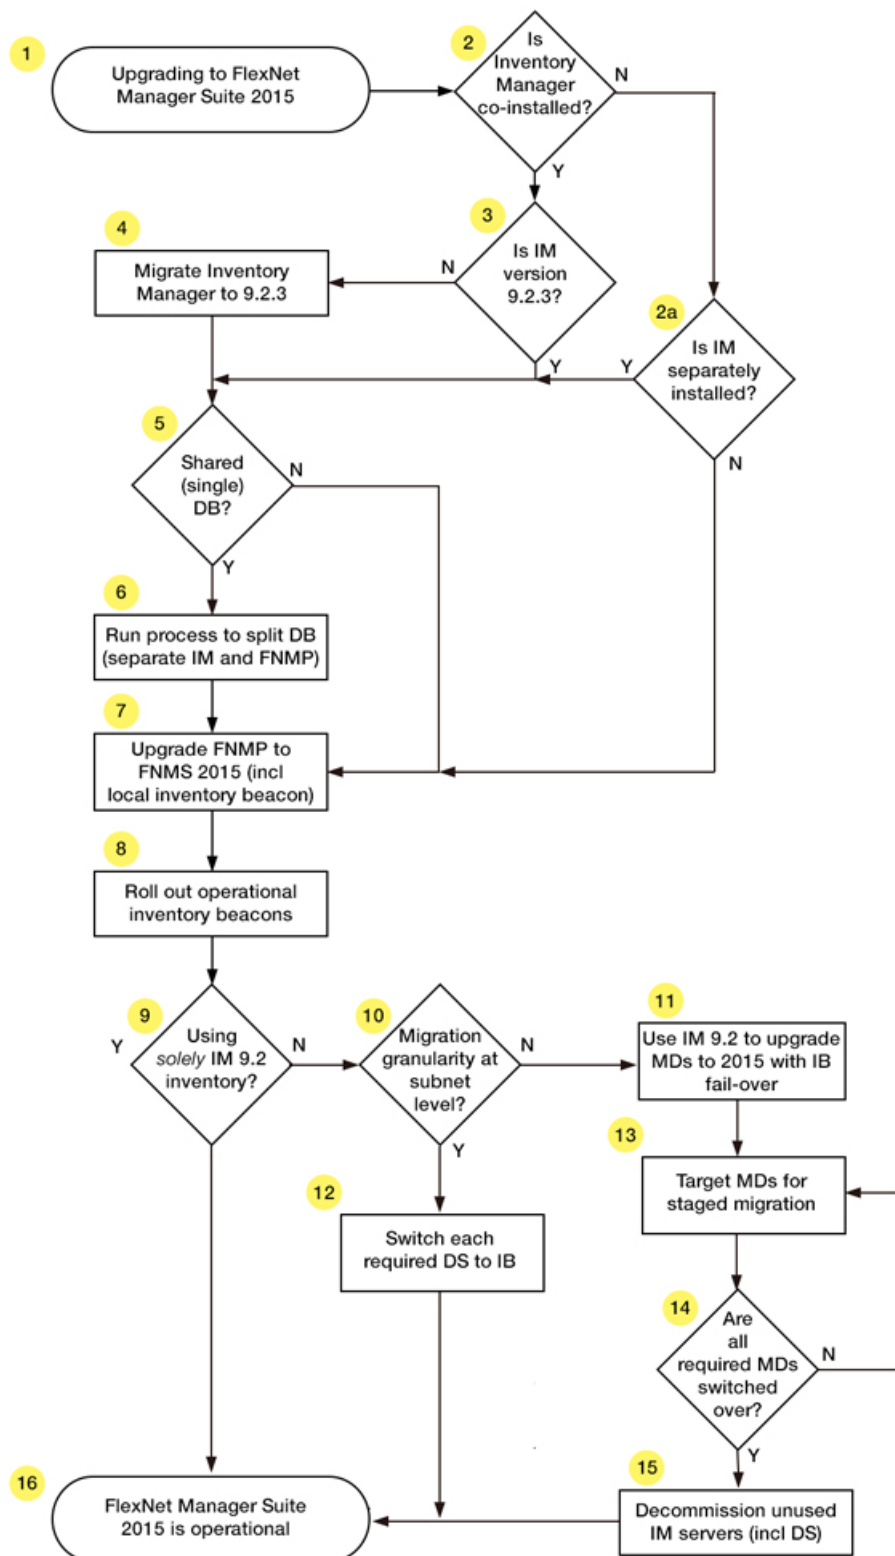 1
Upgrading to FlexNet
Manager Suite 2015
2
Is
Inventory
Manager
co-installed?
N
Y
3
Is IM
version
9.2.3?
N
Y
4
Migrate Inventory
Manager to 9.2.3
2a
Is IM
separately
installed?
Y
N
5
Shared
(single)
DB?
N
Y
6
Run process to split DB
(separate IM and FNMP)
7
Upgrade FNMP to
FNMS 2015 (incl
local inventory beacon)
8
Roll out operational
inventory beacons
9
Using
solely IM 9.2
inventory?
Y
N
10
Migration
granularity at
subnet
level?
N
Y
11
Use IM 9.2 to upgrade
MDs to 2015 with IB
fail-over
12
Switch each
required DS to IB
13
Target MDs for
staged migration
14
Are
all
required MDs
switched
over?
N
Y
15
Decommission unused
IM servers (incl DS)
16
FlexNet Manager Suite
2015 is operational